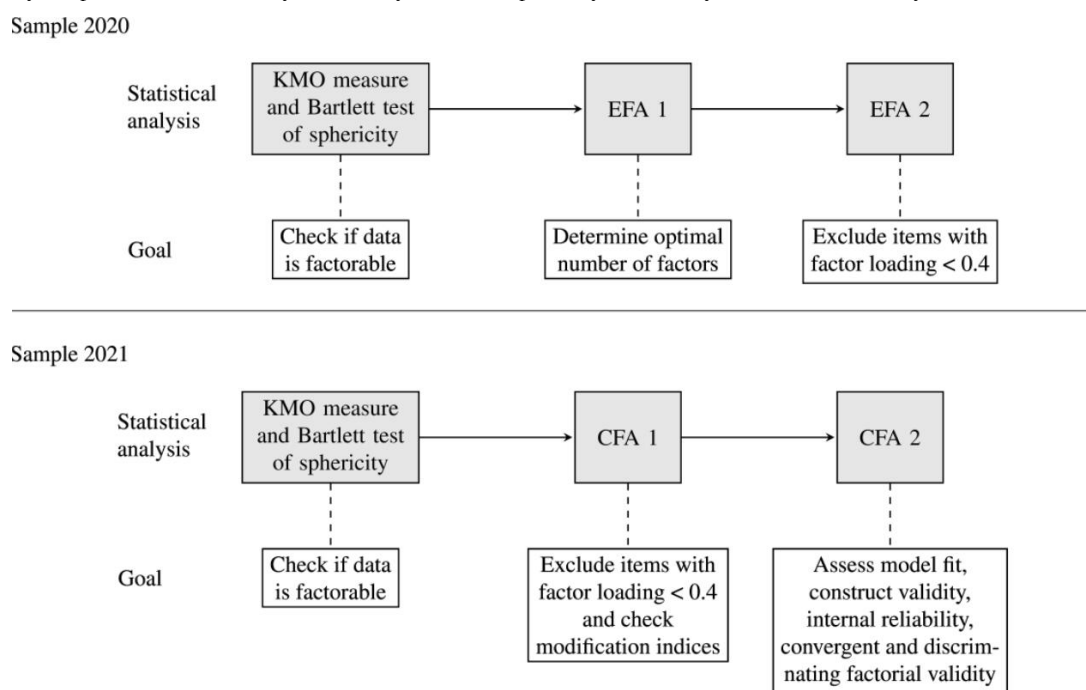 Sample 2020
Statistical
analysis
KMO measure
and Bartlett test
of sphericity
EFA 1
EFA 2
Goal
Check if data
is factorable
Determine optimal
number of factors
Exclude items with
factor loading < 0.4
Sample 2021
Statistical
analysis
KMO measure
and Bartlett test
of sphericity
CFA 1
CFA 2
Goal
Check if data
is factorable
Exclude items with
factor loading < 0.4
and check
modification indices
Assess model fit,
construct validity,
internal reliability,
convergent and discrim-
nating factorial validity